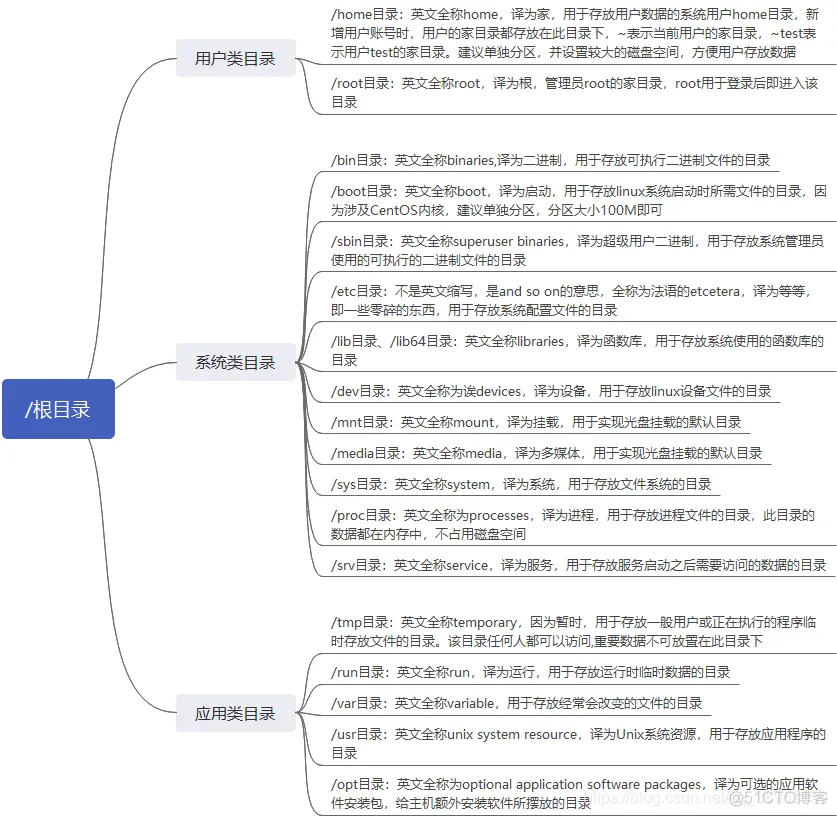 /home目录：英文全称home，译为家，用于存放用户数据的系统用户home目录，新
增用户账号时，用户的家目录都存放在此目录下，~表示当前用户的家目录，~test表
示用户test的家目录。建议单独分区，并设置较大的磁盘空间，方便用户存放数据
用户类目录
/root目录：英文全称root，译为根，管理员root的家目录，root用于登录后即进入该
目录
/bin目录：英文全称binaries,译为二进制，用于存放可执行二进制文件的目录
/boot目录：英文全称boot，译为启动，用于存放linux系统启动时所需文件的目录，因
为涉及CentOS内核，建议单独分区，分区大小100M即可
/sbin目录：英文全称superuser binaries，译为超级用户二进制，用于存放系统管理员
使用的可执行的二进制文件的目录
/etc目录：不是英文缩写，是and so on的意思，全称为法语的etcetera，译为等等，
即一些零碎的东西，用于存放系统配置文件的目录
/lib目录、/lib64目录：英文全称libraries，译为函数库，用于存放系统使用的函数库的
目录
系统类目录
/dev目录：英文全称为诶devices，译为设备，用于存放linux设备文件的目录
/根目录
/mnt目录：英文全称mount，译为挂载，用于实现光盘挂载的默认目录
/media目录：英文全称media，译为多媒体，用于实现光盘挂载的默认目录
/sys目录：英文全称system，译为系统，用于存放文件系统的目录
/proc目录：英文全称为processes，译为进程，用于存放进程文件的目录，此目录的
数据都在内存中，不占用磁盘空间
/srv目录：英文全称service，译为服务，用于存放服务启动之后需要访问的数据的目录
/tmp目录：英文全称temporary，因为暂时，用于存放一般用户或正在执行的程序临
时存放文件的目录。该目录任何人都可以访问,重要数据不可放置在此目录下
/run目录：英文全称run，译为运行，用于存放运行时临时数据的目录
/var目录：英文全称variable，用于存放经常会改变的文件的目录
应用类目录
/usr目录：英文全称unix system resource，译为Unix系统资源，用于存放应用程序的
目录
/opt目录：英文全称为optional application software packages，译为可选的应用软
件安装包，给主机额外安装软件所摆放的目录
https://blog.csdn.net/
@51CTO博客